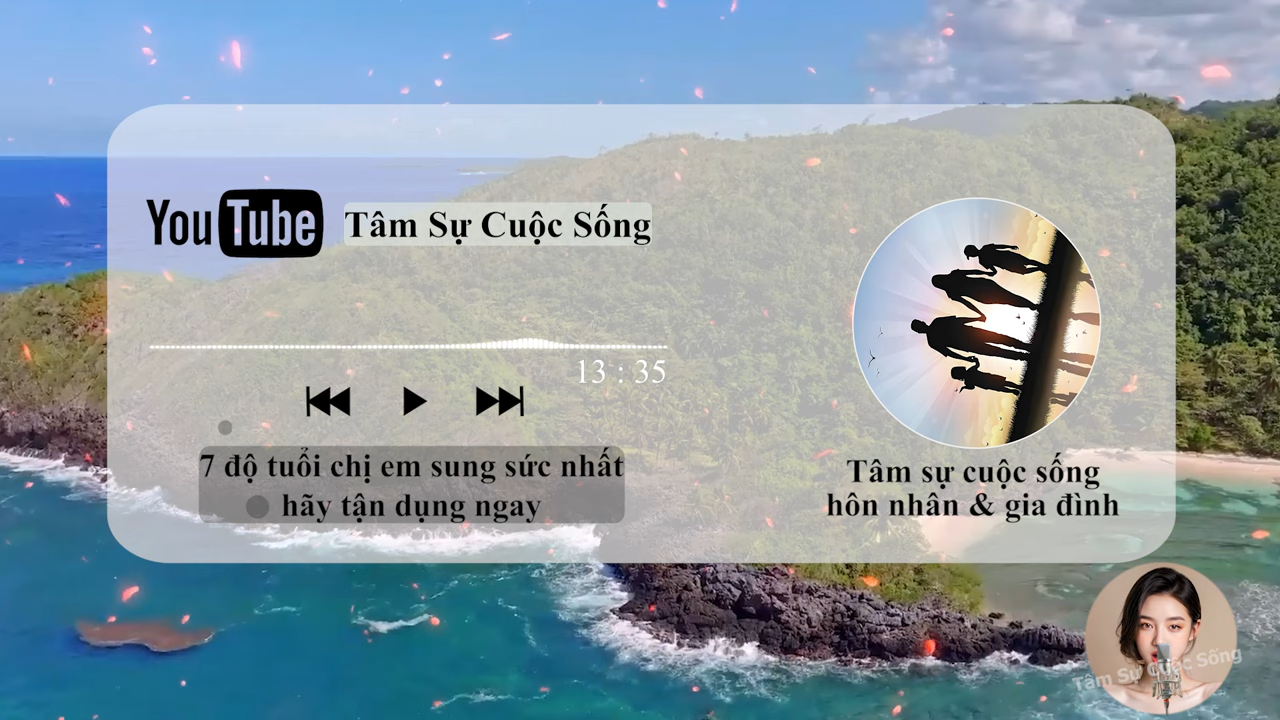 YouTube Tâm Sự Cuộc Sống
13 : 35
7 độ tuổi chị em sung sức nhất
hãy tận dụng ngay
Tâm sự cuộc sống
hôn nhân & gia đình
Tâm Sự Cuộc Sống